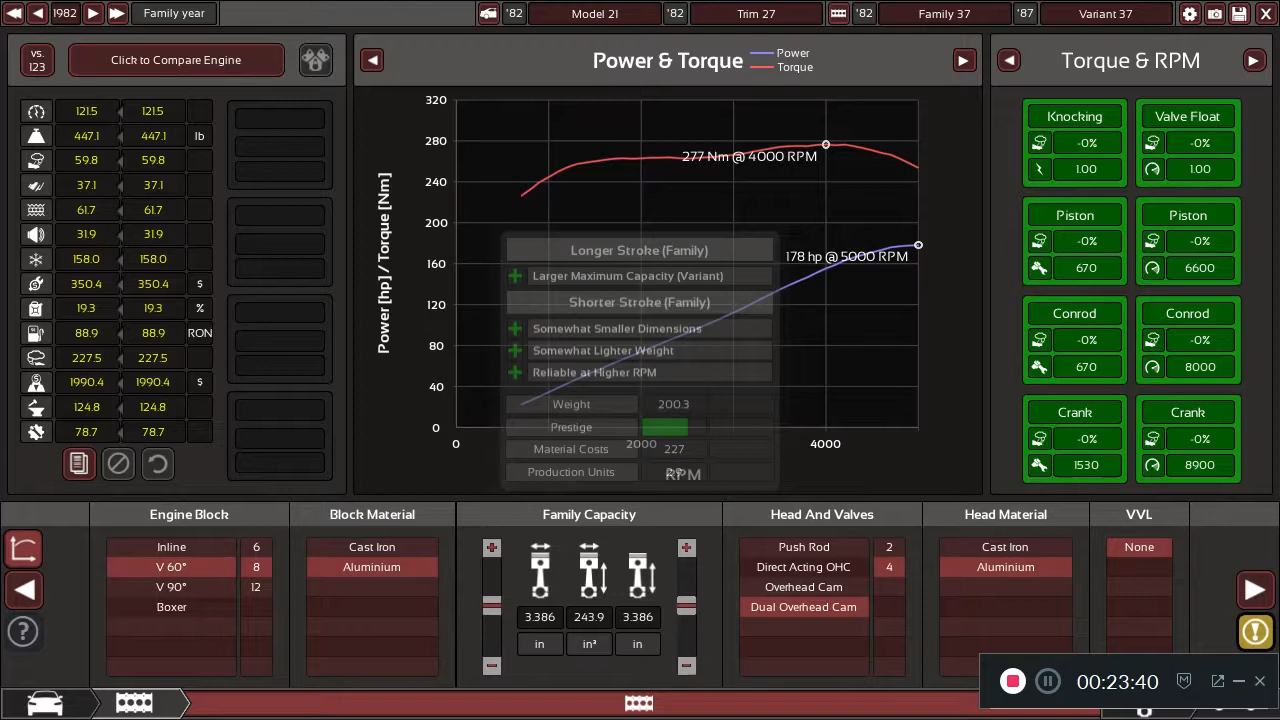 1982 Family year '82 Model 21 '82 Trim 27 '82 Family 37 '87 Variant 37
vs. 123
Click to Compare Engine
Power & Torque
Power
Torque
Torque & RPM
121.5 121.5
447.1 447.1 lb
59.8 59.8
37.1 37.1
61.7 61.7
31.9 31.9
158.0 158.0
350.4 350.4 $
19.3 19.3 %
88.9 88.9 RON
227.5 227.5
1990.4 1990.4 $
124.8 124.8
78.7 78.7
Power [hp] / Torque [Nm]
320
280
240
200
160
120
80
40
0
0 2000 4000
RPM
277 Nm @ 4000 RPM
178 hp @ 5000 RPM
Longer Stroke (Family)
Larger Maximum Capacity (Variant)
Shorter Stroke (Family)
Somewhat Smaller Dimensions
Somewhat Lighter Weight
Reliable at Higher RPM
Weight 200.3
Prestige
Material Costs 227
Production Units
Knocking Valve Float
-0% -0%
1.00 1.00
Piston Piston
-0% -0%
670 6600
Conrod Conrod
-0% -0%
670 8000
Crank Crank
-0% -0%
1530 8900
Engine Block
Inline 6
V 60° 8
V 90° 12
Boxer
Block Material
Cast Iron
Aluminium
Family Capacity
3.386 243.9 3.386
in in³ in
Head And Valves
Push Rod 2
Direct Acting OHC 4
Overhead Cam
Dual Overhead Cam
Head Material
Cast Iron
Aluminium
VVL
None
00:23:40